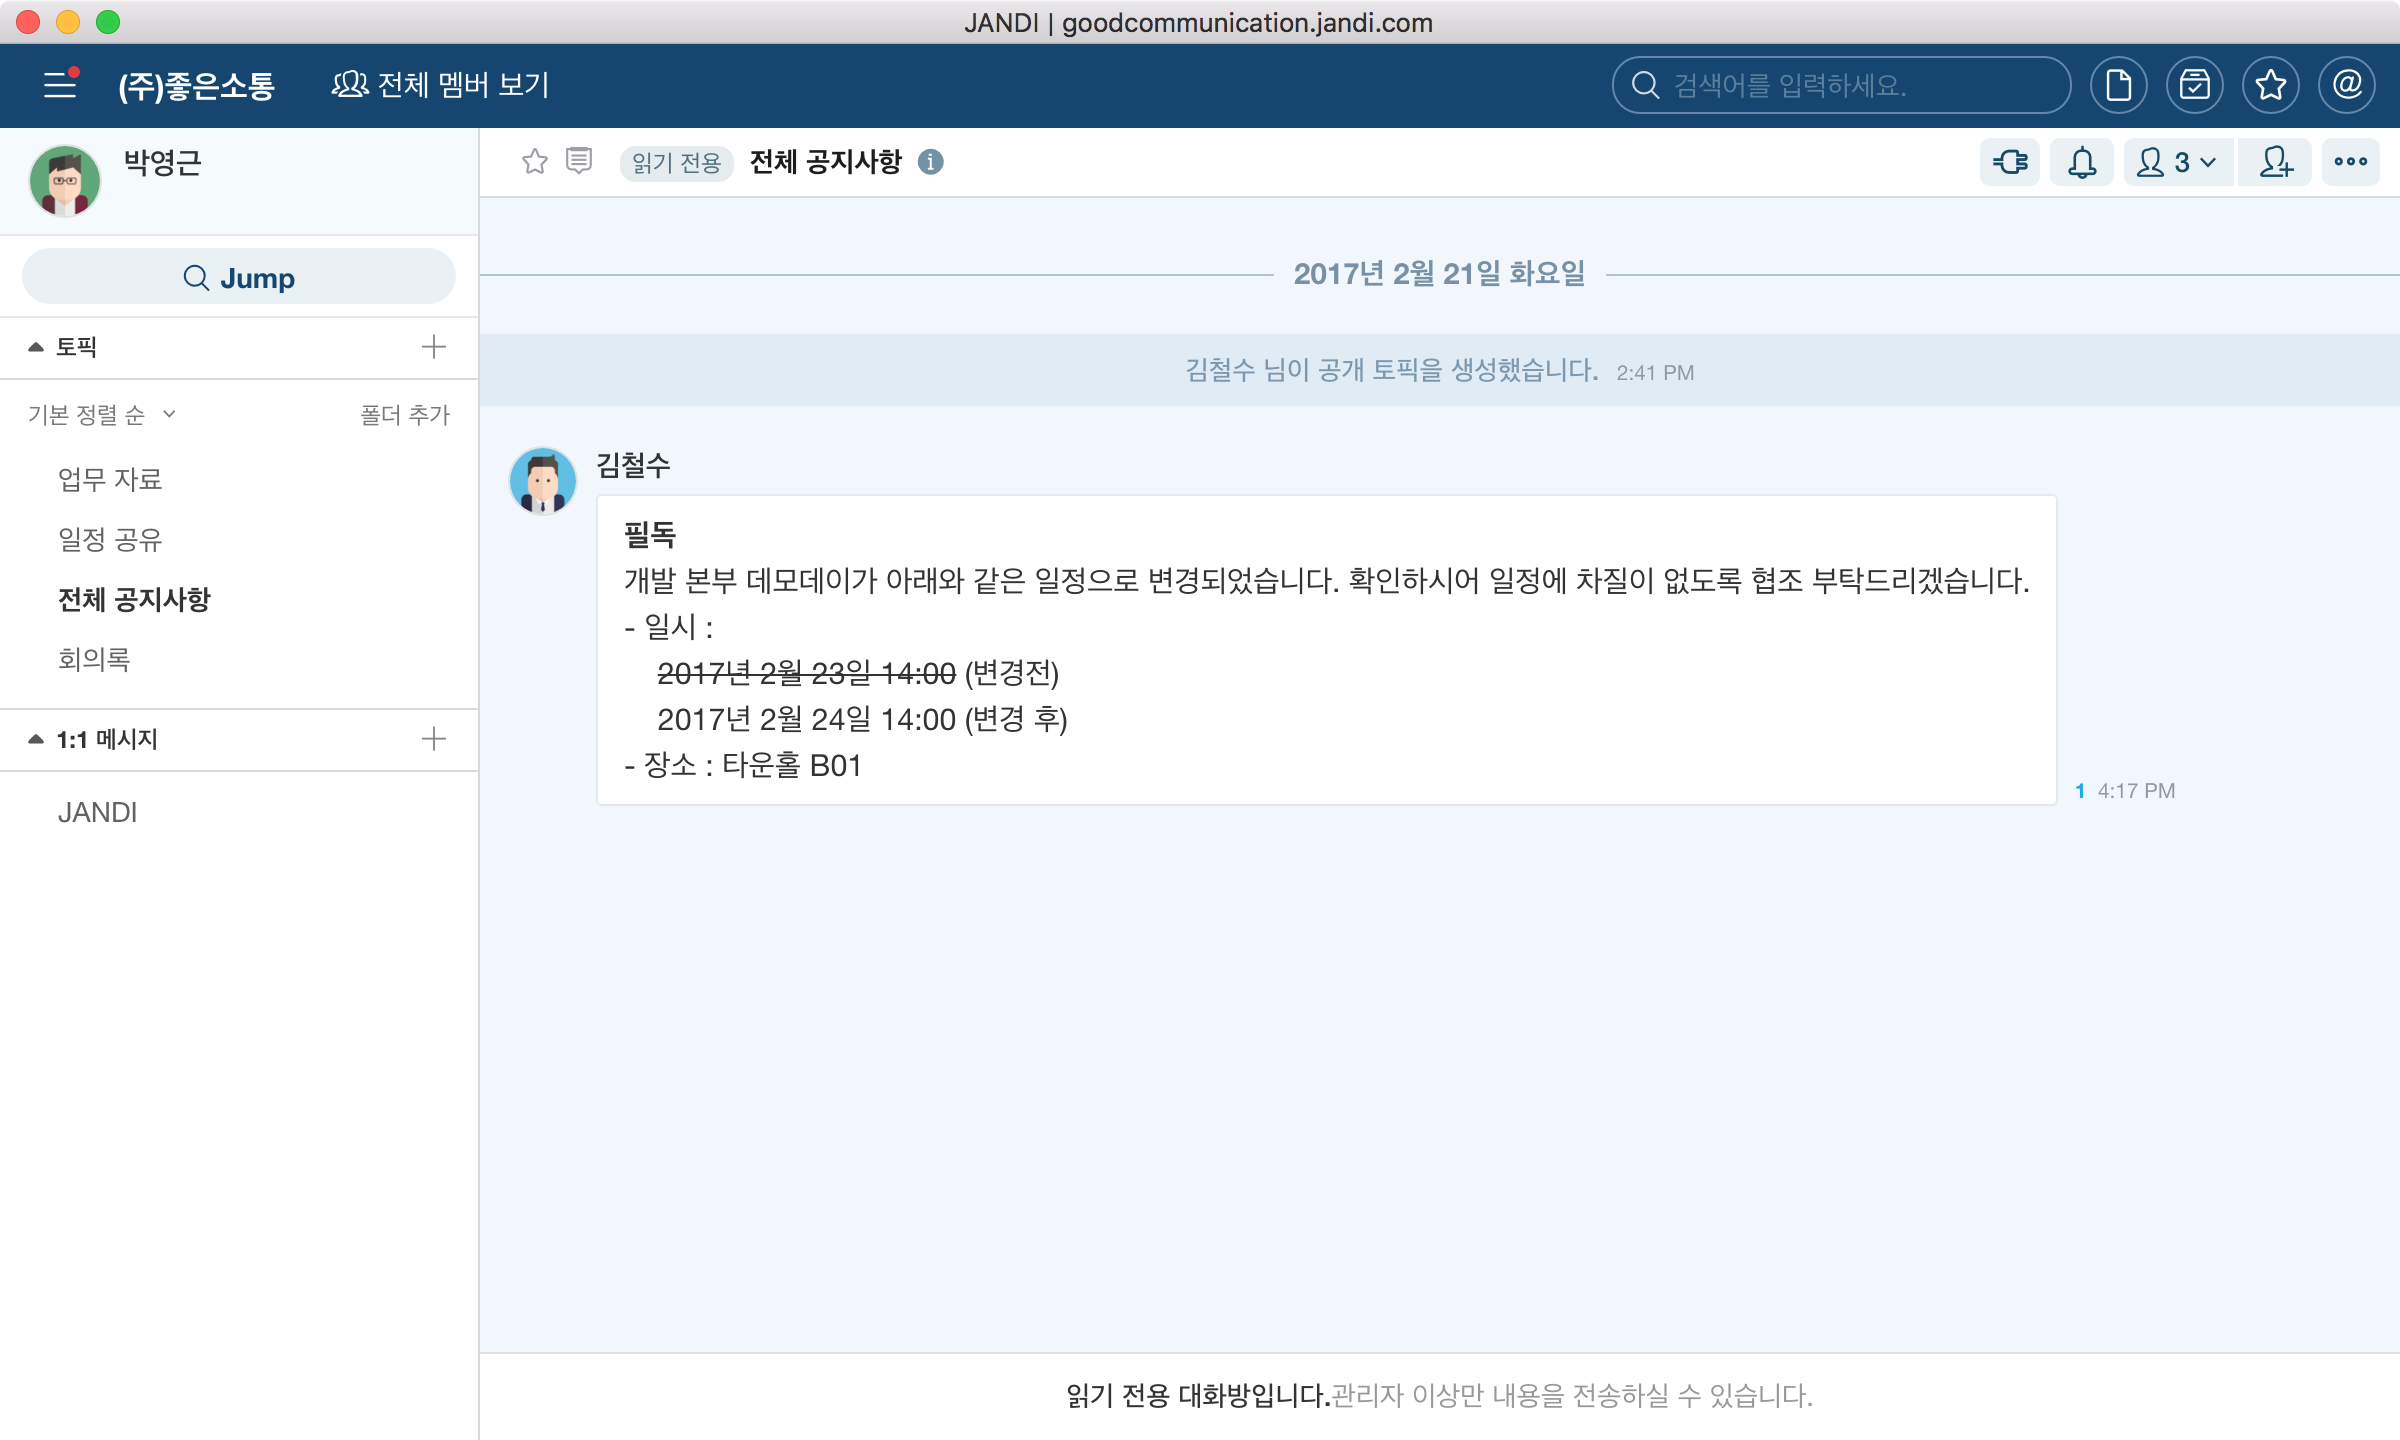 JANDI | goodcommunication.jandi.com
(주)좋은소통
전체 멤버 보기
검색어를 입력하세요.
박영근
Jump
토픽
기본 정렬 순
폴더 추가
업무 자료
일정 공유
전체 공지사항
회의록
1:1 메시지
JANDI
읽기 전용 전체 공지사항
3
2017년 2월 21일 화요일
김철수 님이 공개 토픽을 생성했습니다. 2:41 PM
김철수
필독
개발 본부 데모데이가 아래와 같은 일정으로 변경되었습니다. 확인하시어 일정에 차질이 없도록 협조 부탁드리겠습니다.
- 일시 :
2017년 2월 23일 14:00 (변경전)
2017년 2월 24일 14:00 (변경 후)
- 장소 : 타운홀 B01
1 4:17 PM
읽기 전용 대화방입니다.관리자 이상만 내용을 전송하실 수 있습니다.